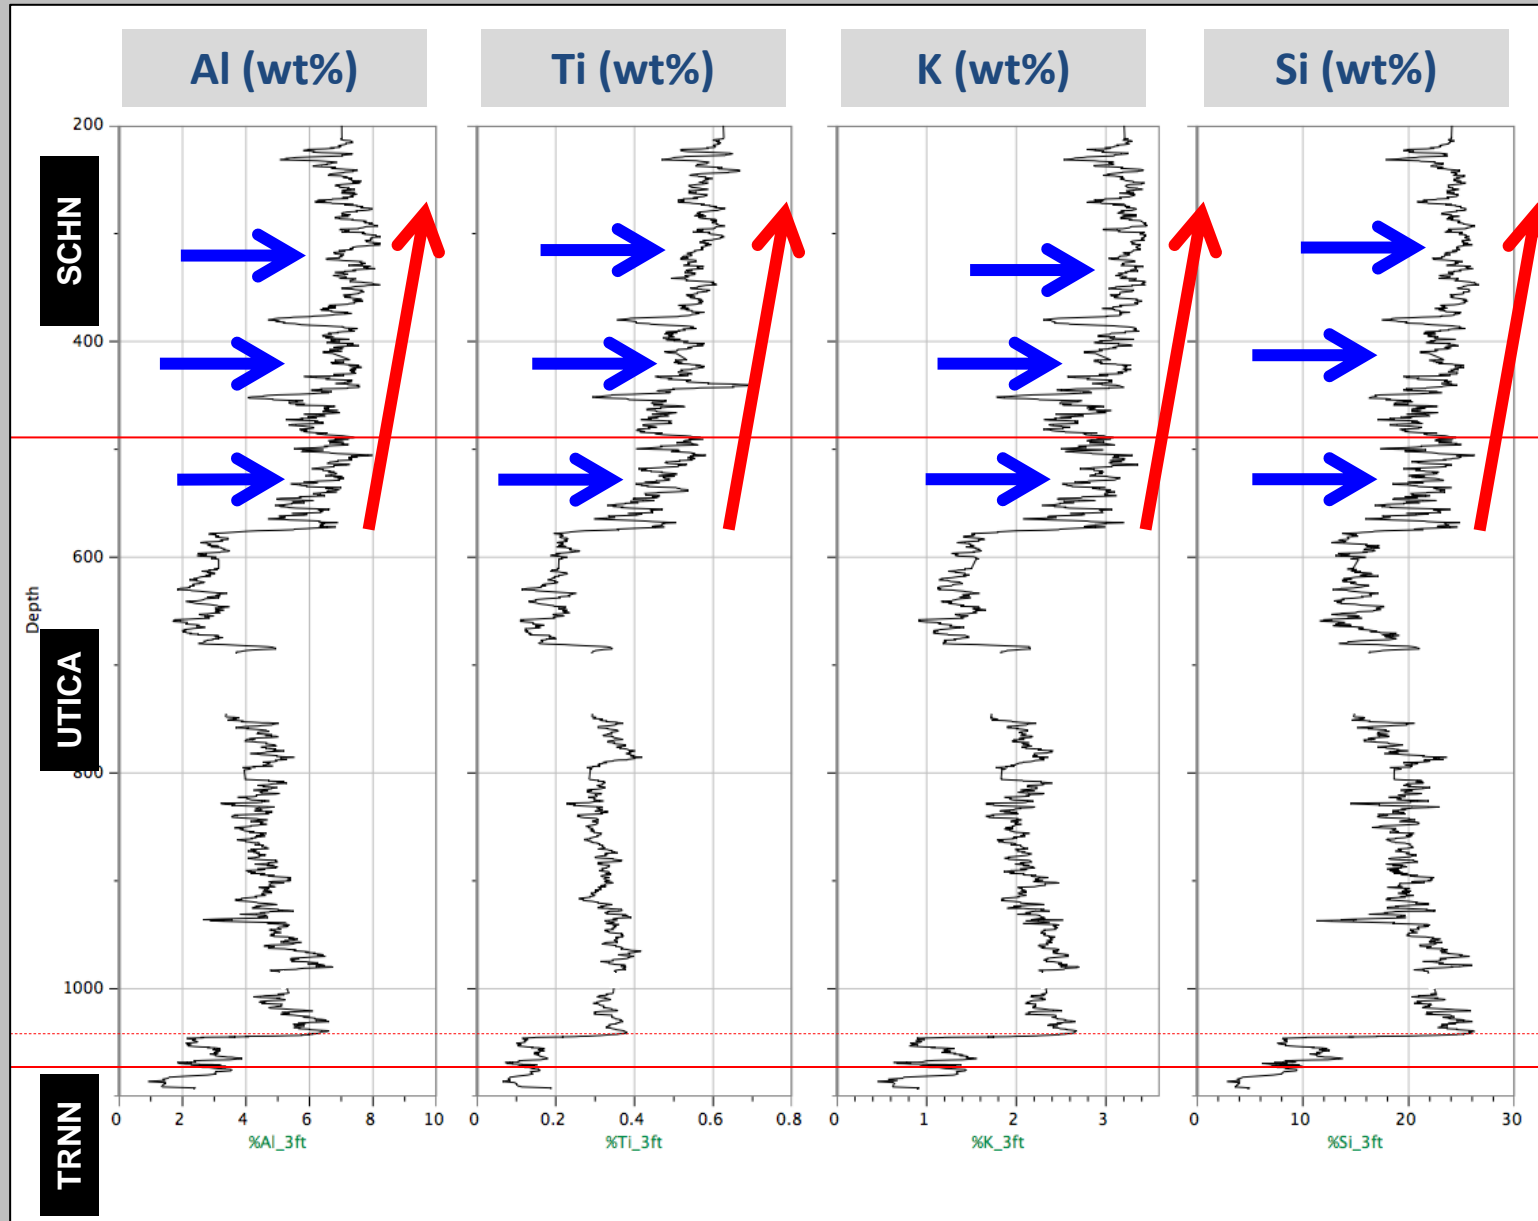 Al (wt%) Ti (wt%) K (wt%) Si (wt%)
SCHN
UTICA
TRNN
Depth
200
400
600
800
1000
0 2 4 6 8 10
%Al_3ft
0 0.2 0.4 0.6 0.8
%Ti_3ft
0 1 2 3
%K_3ft
0 10 20 30
%Si_3ft